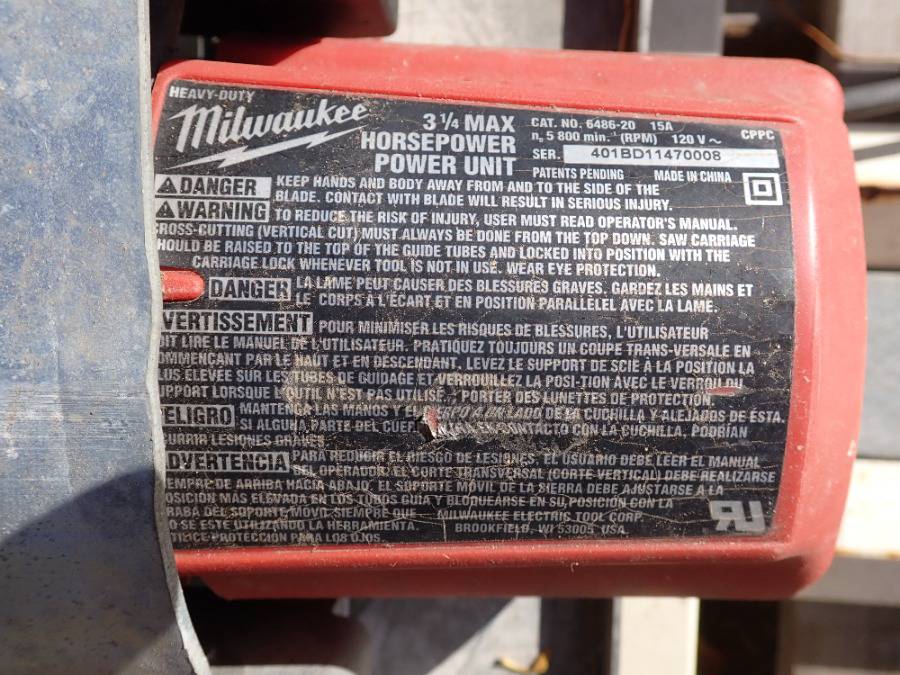 HEAVY-DUTY
Milwaukee
3 1/4 MAX
HORSEPOWER
POWER UNIT
CAT. NO. 6486-20 15A
n₀ 5 800 min.⁻ (RPM) 120 V ~
CPPC
SER. 401BD11470008
PATENTS PENDING MADE IN CHINA
DANGER KEEP HANDS AND BODY AWAY FROM AND TO THE SIDE OF THE
BLADE. CONTACT WITH BLADE WILL RESULT IN SERIOUS INJURY.
WARNING TO REDUCE THE RISK OF INJURY, USER MUST READ OPERATOR'S MANUAL.
CROSS-CUTTING (VERTICAL CUT) MUST ALWAYS BE DONE FROM THE TOP DOWN. SAW CARRIAGE
HOULD BE RAISED TO THE TOP OF THE GUIDE TUBES AND LOCKED INTO POSITION WITH THE
CARRIAGE LOCK WHENEVER TOOL IS NOT IN USE. WEAR EYE PROTECTION.
DANGER LA LAME PEUT CAUSER DES BLESSURES GRAVES. GARDEZ LES MAINS ET
LE CORPS À L'ÉCART ET EN POSITION PARALLÈLEL AVEC LA LAME.
VERTISSEMENT POUR MINIMISER LES RISQUES DE BLESSURES, L'UTILISATEUR
OIT LIRE LE MANUEL DE L'UTILISATEUR. PRATIQUEZ TOUJOURS UN COUPE TRANS-VERSALE EN
OMMENCANT PAR LE HAUT ET EN DESCENDANT. LEVEZ LE SUPPORT DE SCIE À LA POSITION LA
LUS ÉLEVÉE SUR LES TUBES DE GUIDAGE ET VERROUILLEZ LA POSI-TION AVEC LE VERROU DU
UPPORT LORSQUE L'OUTIL N'EST PAS UTILISÉ. PORTER DES LUNETTES DE PROTECTION.
PELIGRO MANTENGA LAS MANOS Y EL CUERPO A UN LADO DE LA CUCHILLA Y ALEJADOS DE ÉSTA.
SI ALGUNA PARTE DEL CUER EN CONTACTO CON LA CUCHILLA, PODRÍAN
CURRIR LESIONES GRAVES
ADVERTENCIA PARA REDUCIR EL RIESGO DE LESIONES, EL USUARIO DEBE LEER EL MANUAL
DEL OPERADOR. EL CORTE TRANSVERSAL (CORTE VERTICAL) DEBE REALIZARSE
EMPRE DE ARRIBA HACIA ABAJO. EL SOPORTE MÓVIL DE LA SIERRA DEBE AJUSTARSE A LA
OSICIÓN MÁS ELEVADA EN LOS TUBOS GUÍA Y BLOQUEARSE EN SU POSICIÓN CON LA
RABA DEL SOPORTE MÓVIL SIEMPRE QUE
O SE ESTÉ UTILIZANDO LA HERRAMIENTA.
TILICE PROTECCIÓN PARA LOS OJOS.
MILWAUKEE ELECTRIC TOOL CORP.
BROOKFIELD, WI 53005 USA